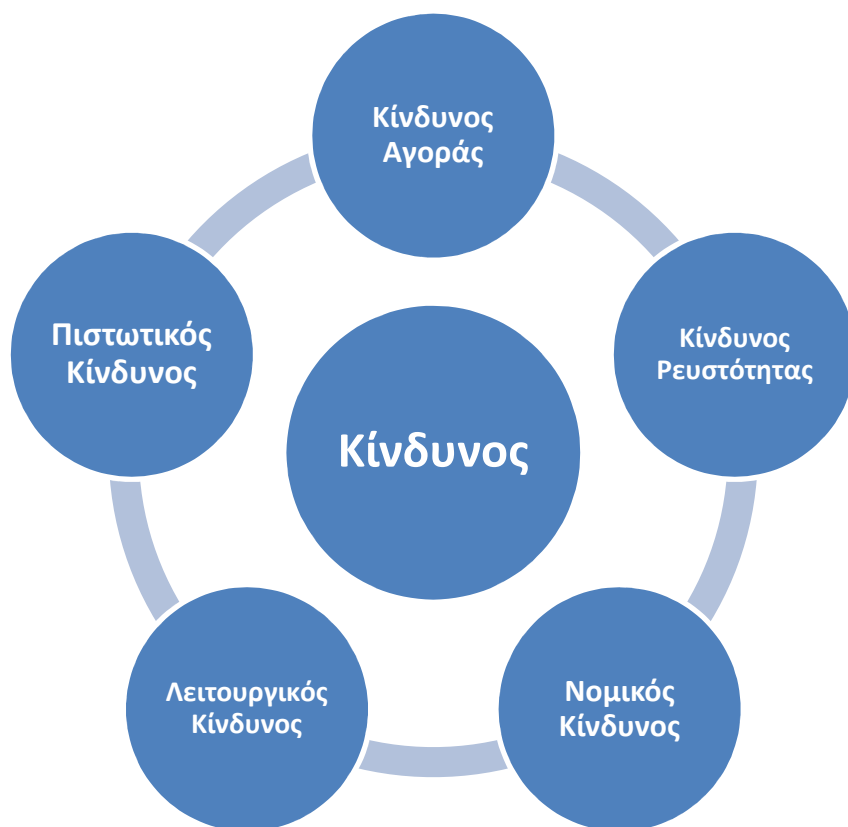 Κίνδυνος
Αγοράς
Πιστωτικός
Κίνδυνος
Κίνδυνος
Ρευστότητας
Κίνδυνος
Λειτουργικός
Κίνδυνος
Νομικός
Κίνδυνος